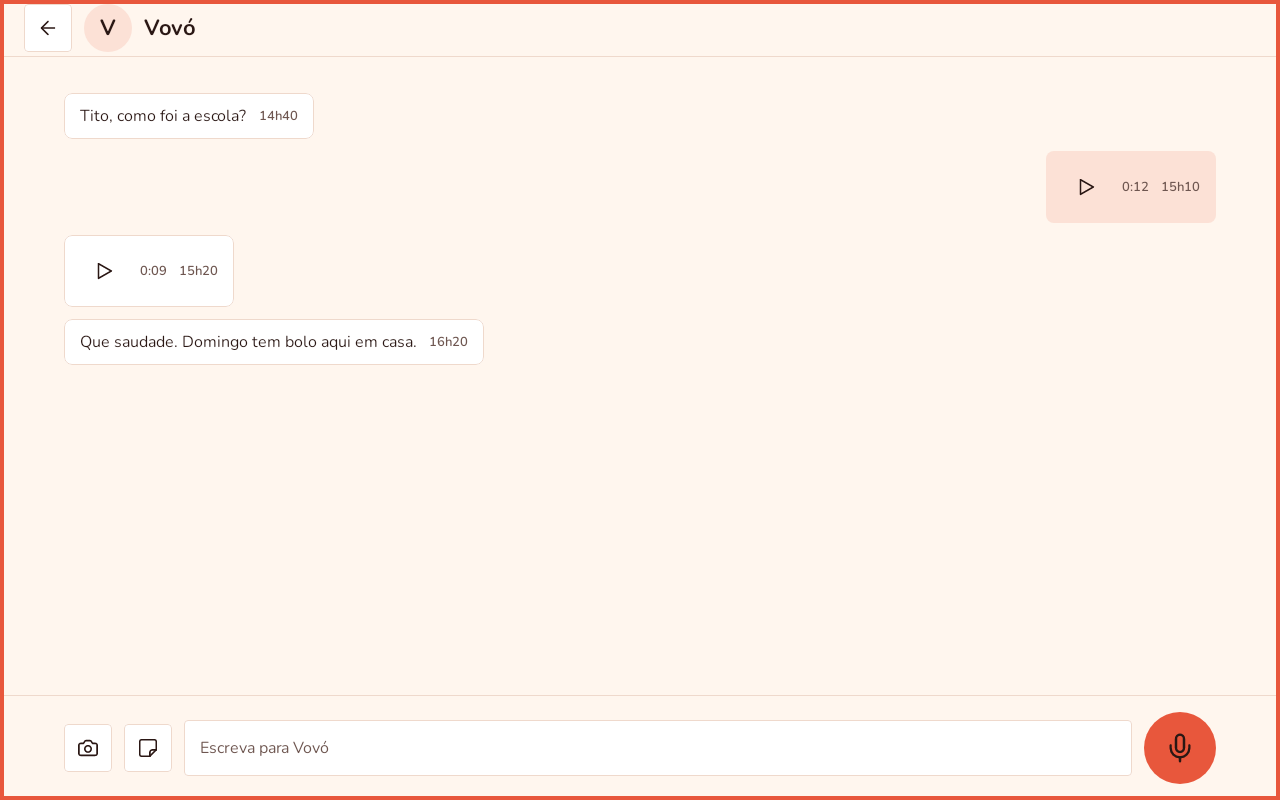 V Vovó
Tito, como foi a escola? 14h40
0:12 15h10
0:09 15h20
Que saudade. Domingo tem bolo aqui em casa. 16h20
Escreva para Vovó